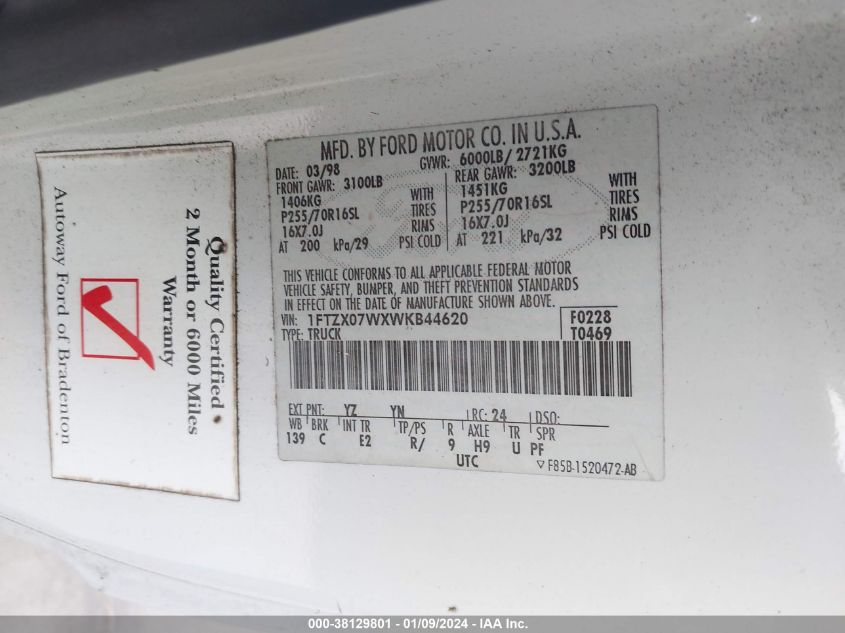 MFD. BY FORD MOTOR CO. IN U.S.A.
DATE: 03/98 GVWR: 6000LB/ 2721KG
FRONT GAWR: 3100LB REAR GAWR: 3200LB
1406KG WITH 1451KG WITH
P255/70R16SL TIRES P255/70R16SL TIRES
16X7.0J RIMS 16X7.0J RIMS
AT 200 kPa/29 PSI COLD AT 221 kPa/32 PSI COLD
THIS VEHICLE CONFORMS TO ALL APPLICABLE FEDERAL MOTOR
VEHICLE SAFETY, BUMPER, AND THEFT PREVENTION STANDARDS
IN EFFECT ON THE DATE OF MANUFACTURE SHOWN ABOVE.
VIN: 1FTZX07WXWKB44620 F0228
TYPE: TRUCK T0469
EXT PNT: YZ YN RC: 24 DSO:
WB BRK INT TR TP/PS R AXLE TR SPR
139 C E2 R/ 9 H9 U PF
UTC ▽F85B-1520472-AB
Quality Certified
2 Month or 6000 Miles
Warranty
Autoway Ford of Bradenton
000-38129801 - 01/09/2024 - IAA Inc.